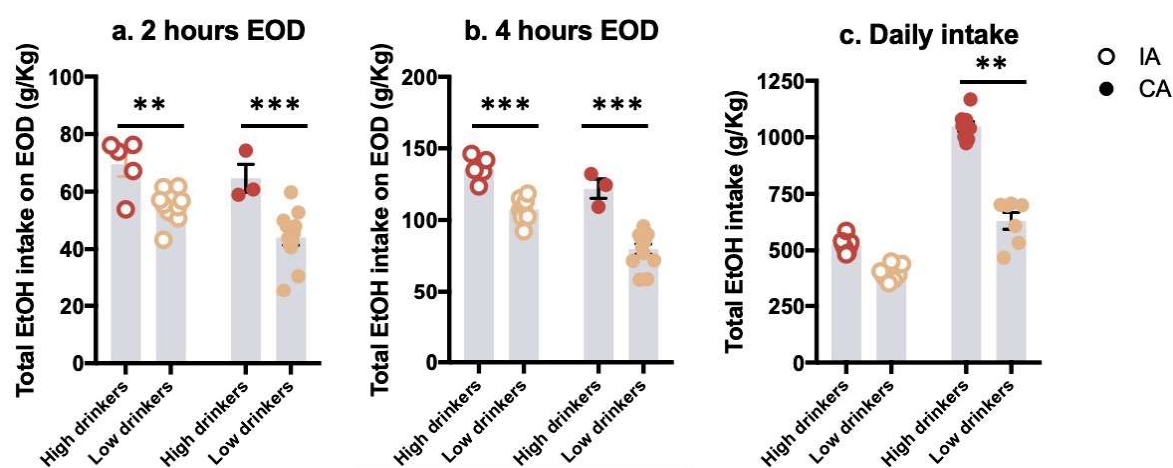 a. 2 hours EOD
Total EtOH intake on EOD (g/Kg)
100
80
60
40
20
0
**
***
High drinkers
Low drinkers
High drinkers
Low drinkers
b. 4 hours EOD
Total EtOH intake on EOD (g/Kg)
200
150
100
50
0
***
***
High drinkers
Low drinkers
High drinkers
Low drinkers
c. Daily intake
Total EtOH intake (g/Kg)
1250
1000
750
500
250
0
**
High drinkers
Low drinkers
High drinkers
Low drinkers
IA
CA